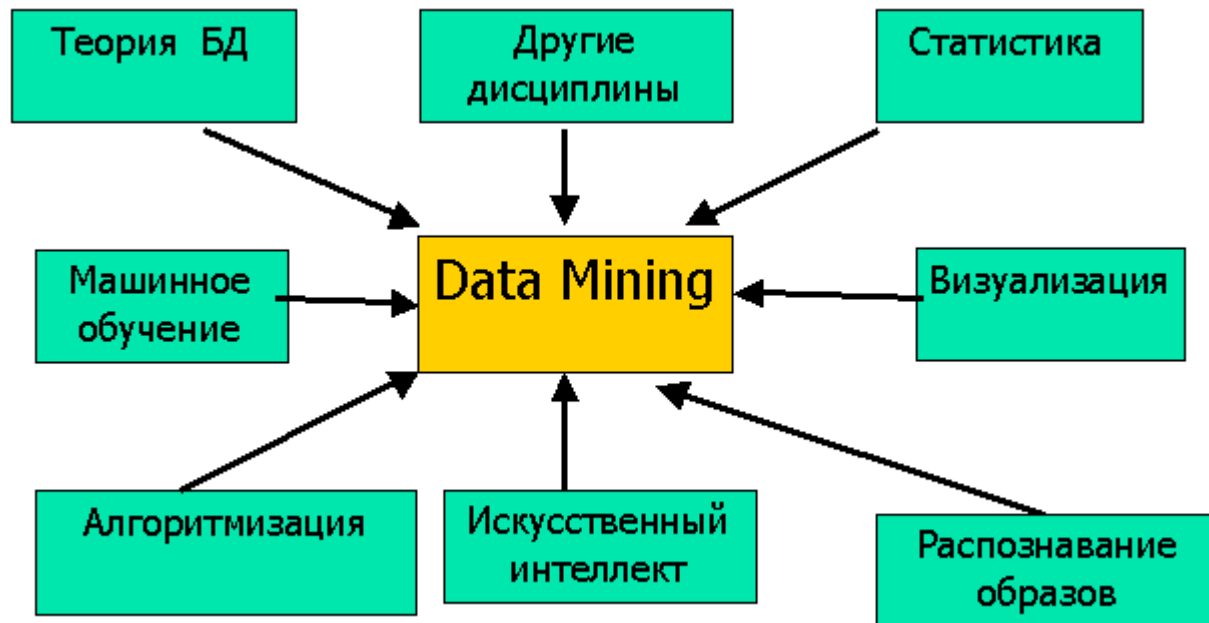 Теория БД
Другие
дисциплины
Статистика
Машинное
обучение
Data Mining
Визуализация
Алгоритмизация
Искусственный
интеллект
Распознавание
образов